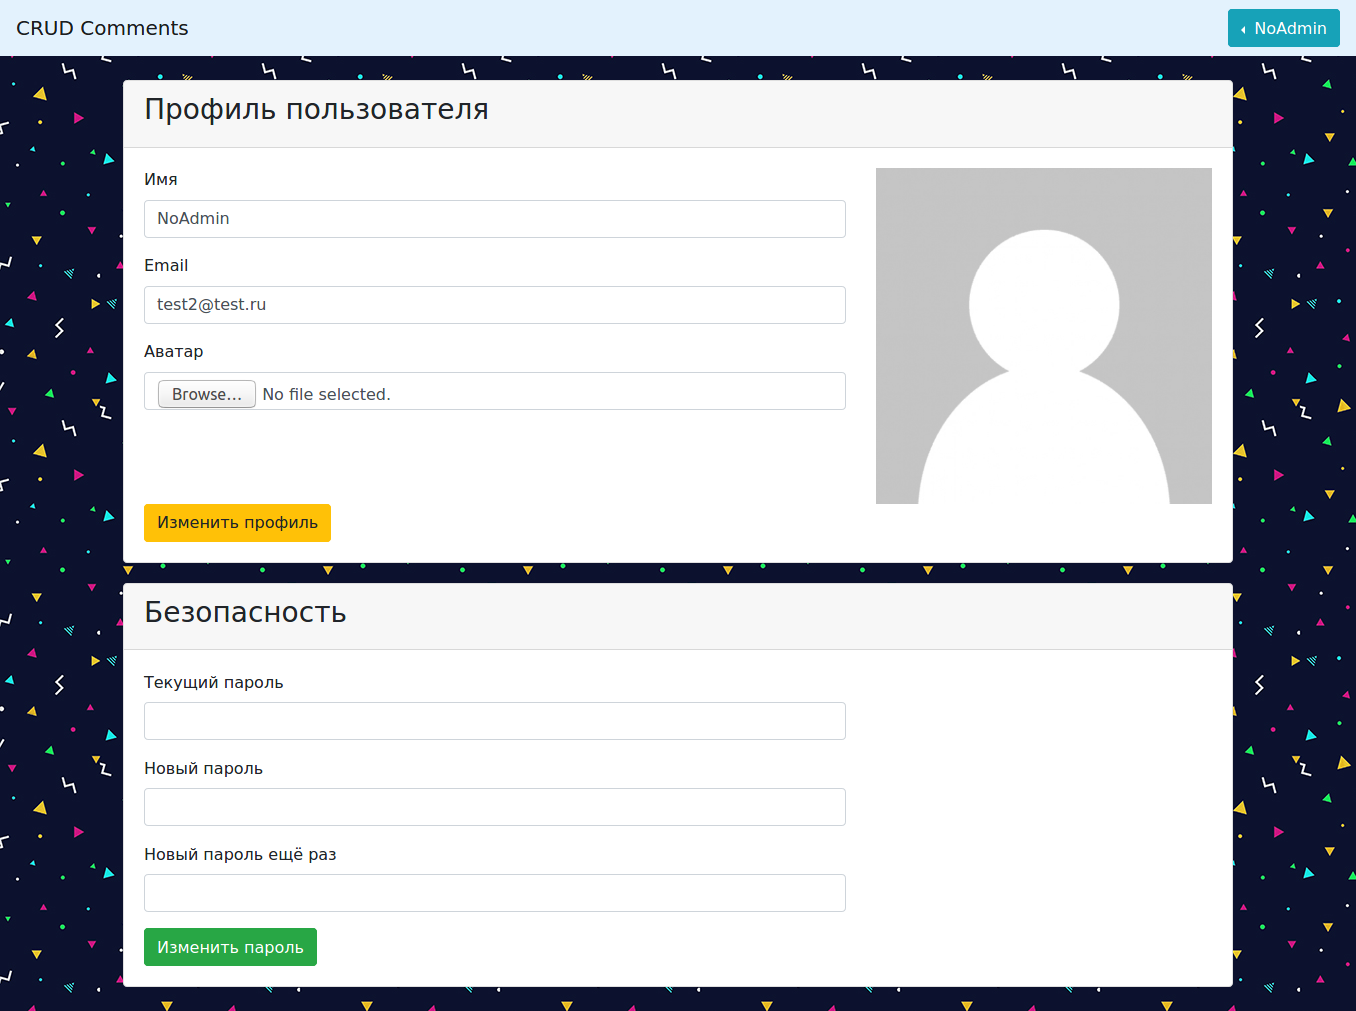 CRUD Comments
NoAdmin
Профиль пользователя
Имя
NoAdmin
Email
test2@test.ru
Аватар
Browse... No file selected.
Изменить профиль
Безопасность
Текущий пароль
Новый пароль
Новый пароль ещё раз
Изменить пароль